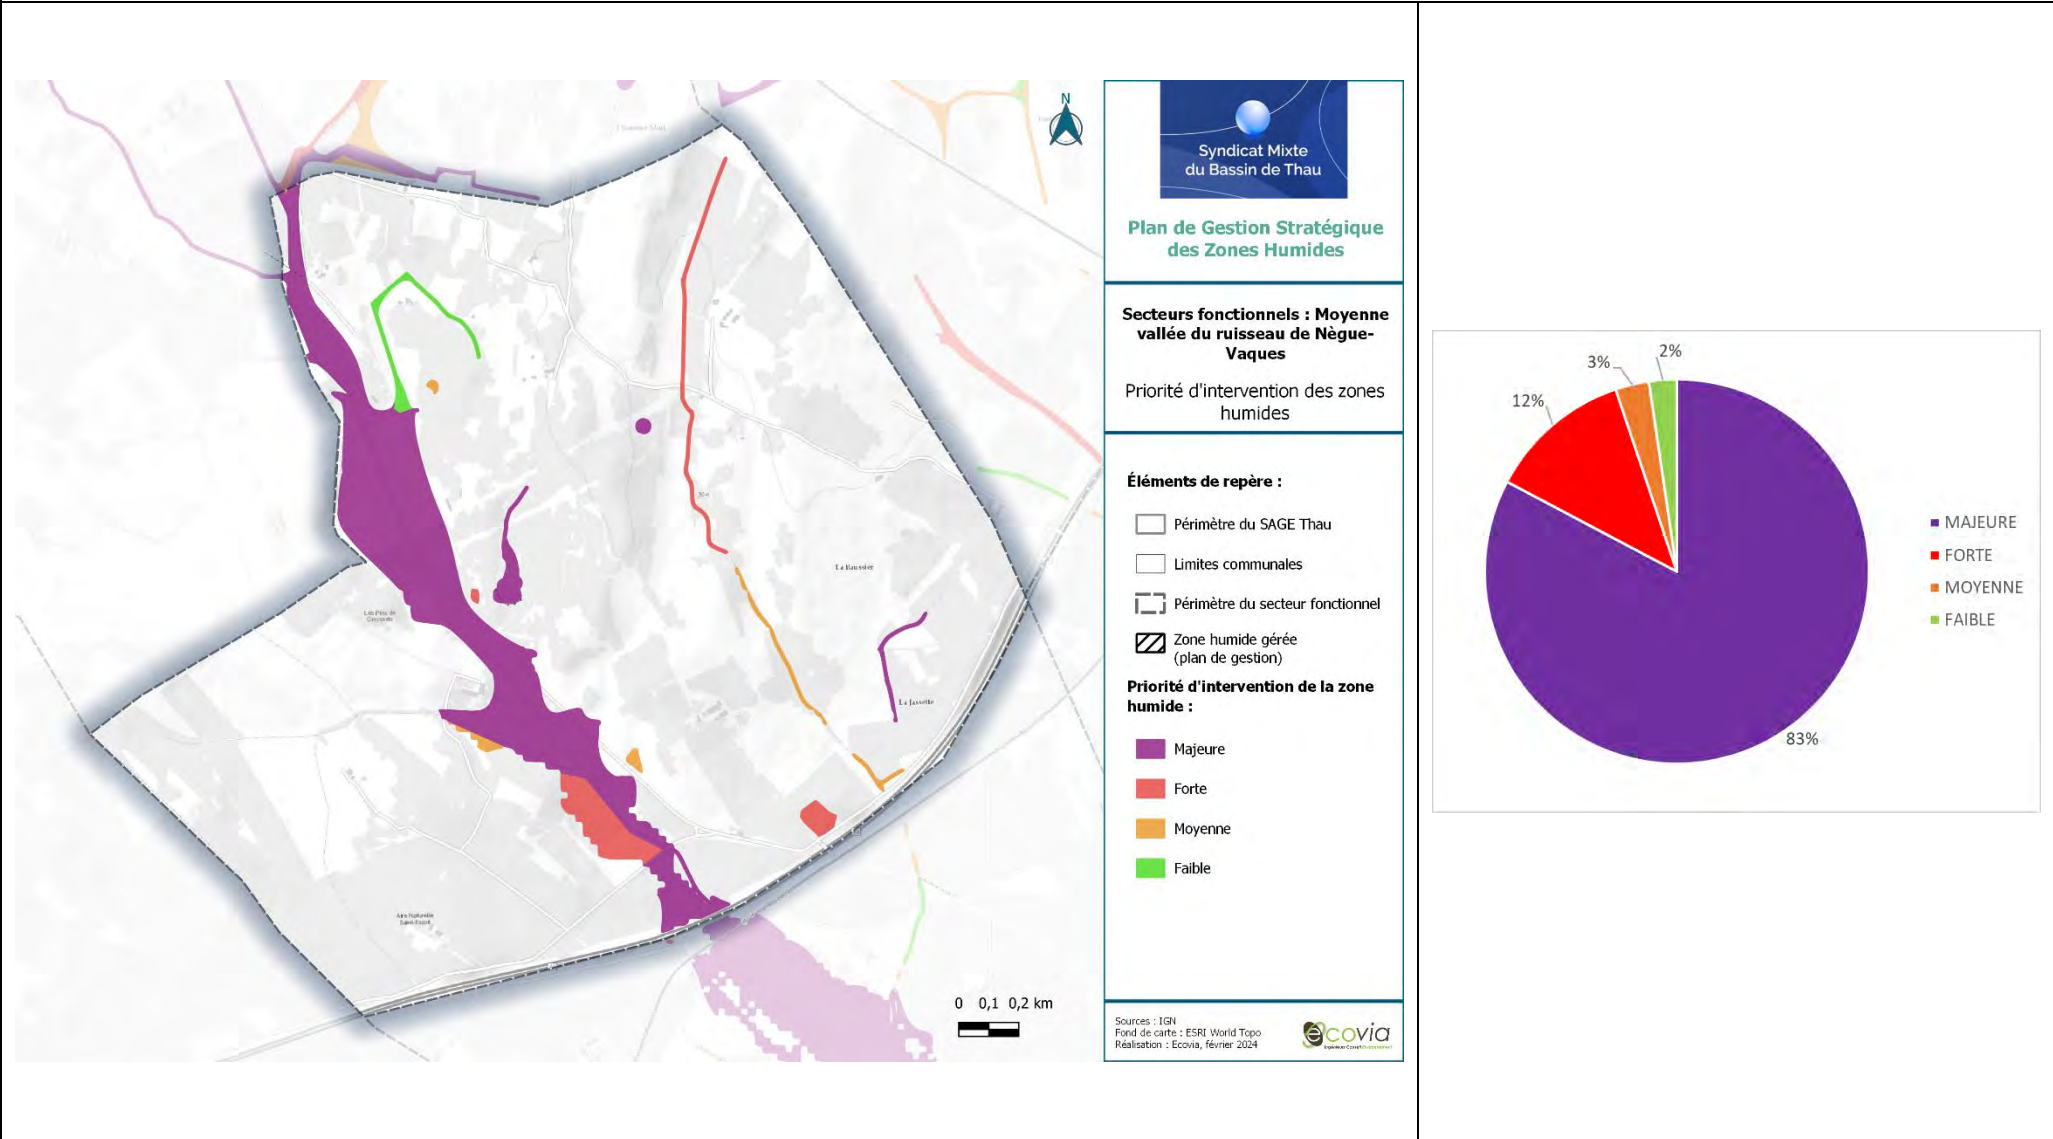 N
La Jassette
0 0,1 0,2 km
Syndicat Mixte
du Bassin de Thau
Plan de Gestion Stratégique
des Zones Humides
Secteurs fonctionnels : Moyenne
vallée du ruisseau de Nègue-
Vaques
Priorité d'intervention des zones
humides
Éléments de repère :
Périmètre du SAGE Thau
Limites communales
Périmètre du secteur fonctionnel
Zone humide gérée
(plan de gestion)
Priorité d'intervention de la zone
humide :
Majeure
Forte
Moyenne
Faible
Sources : IGN
Fond de carte : ESRI World Topo
Réalisation : Ecovia, février 2024
ecovia
2%
3%
12%
83%
MAJEURE
FORTE
MOYENNE
FAIBLE